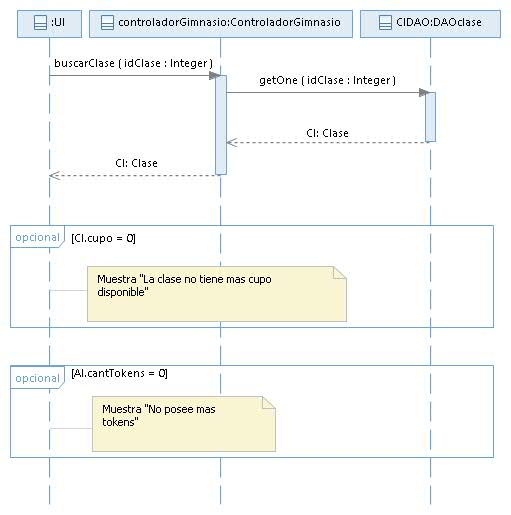 :UI
controladorGimnasio:ControladorGimnasio
ClDAO:DAOclase
buscarClase ( idClase : Integer )
getOne ( idClase : Integer )
Cl: Clase
Cl: Clase
opcional
[Cl.cupo = 0]
Muestra "La clase no tiene mas cupo
disponible"
opcional
[Al.cantTokens = 0]
Muestra "No posee mas
tokens"